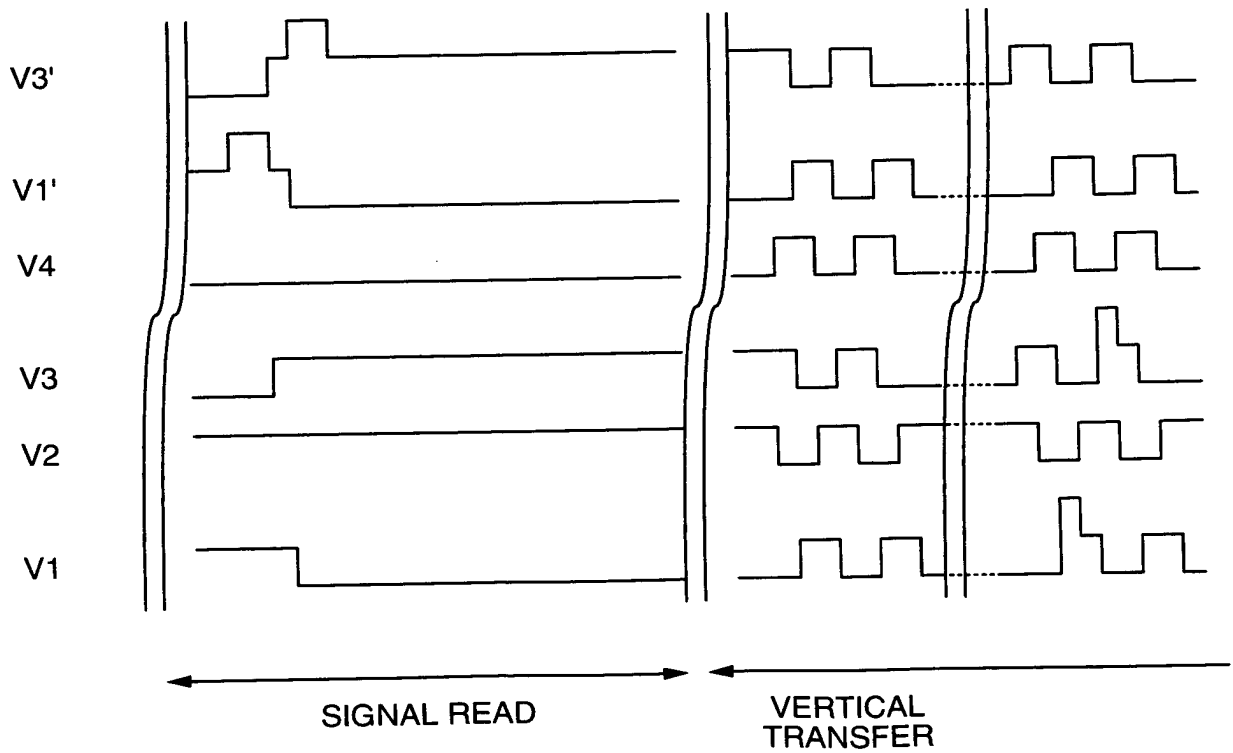 V3'
V1'
V4
V3
V2
V1
SIGNAL READ
VERTICAL
TRANSFER